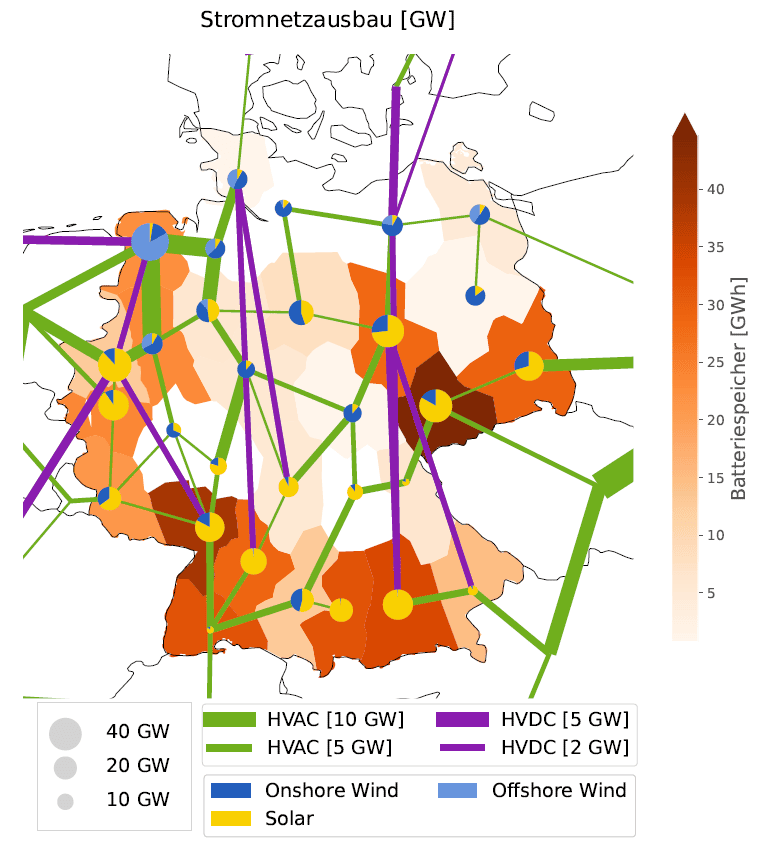 Stromnetzausbau [GW]
40
35
30
25
20
15
10
5
Batteriespeicher [GWh]
40 GW
20 GW
10 GW
HVAC [10 GW]
HVDC [5 GW]
HVAC [5 GW]
HVDC [2 GW]
Onshore Wind
Offshore Wind
Solar